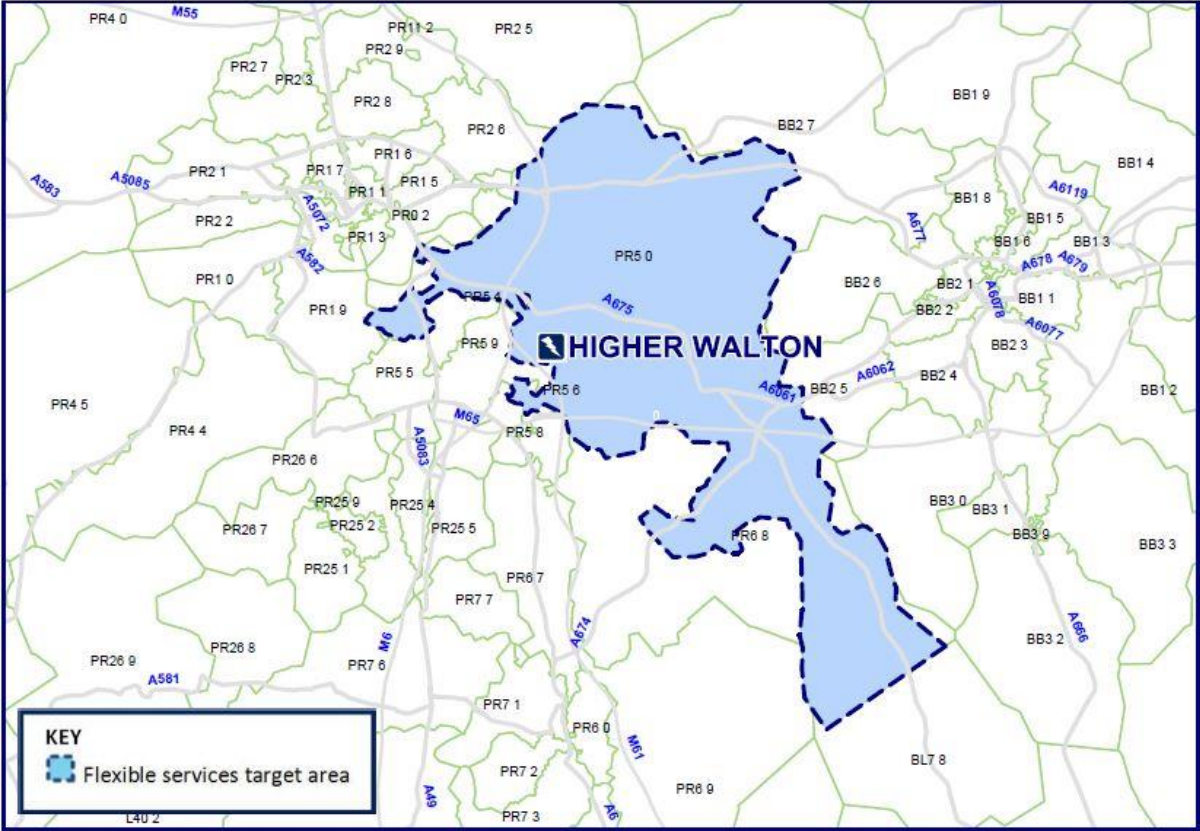 M55
PR4 0
PR11 2
PR2 5
PR2 9
PR2 7
PR2 3
BB1 9
PR2 8
PR2 6
BB2 7
PR1 6
BB1 4
PR2 1
PR1 7
A5085
A583
PR1 5
PR1 1
A6119
BB1 8
A5072
PR2 2
PR0 2
BB1 5
A677
PR1 3
BB1 6
BB1 3
PR5 0
A582
A678
A679
PR1 0
BB2 6
BB2 1
PR5 4
A6078
BB1 1
A675
PR1 9
BB2 2
A6077
PR5 9
HIGHER WALTON
BB2 3
PR5 5
A6062
BB2 4
PR5 6
A6061
BB2 5
BB1 2
PR4 5
M65
0
PR4 4
PR5 8
A5083
PR26 6
PR25 9
PR25 4
BB3 0
BB3 1
PR26 7
PR25 2
PR25 5
PR6 8
BB3 9
BB3 3
PR25 1
PR6 7
PR7 7
A674
A666
BB3 2
M6
PR26 8
PR26 9
PR7 6
A581
PR7 1
PR6 0
M61
KEY
Flexible services target area
BL7 8
PR7 2
PR6 9
A49
A6
L40 2
PR7 3